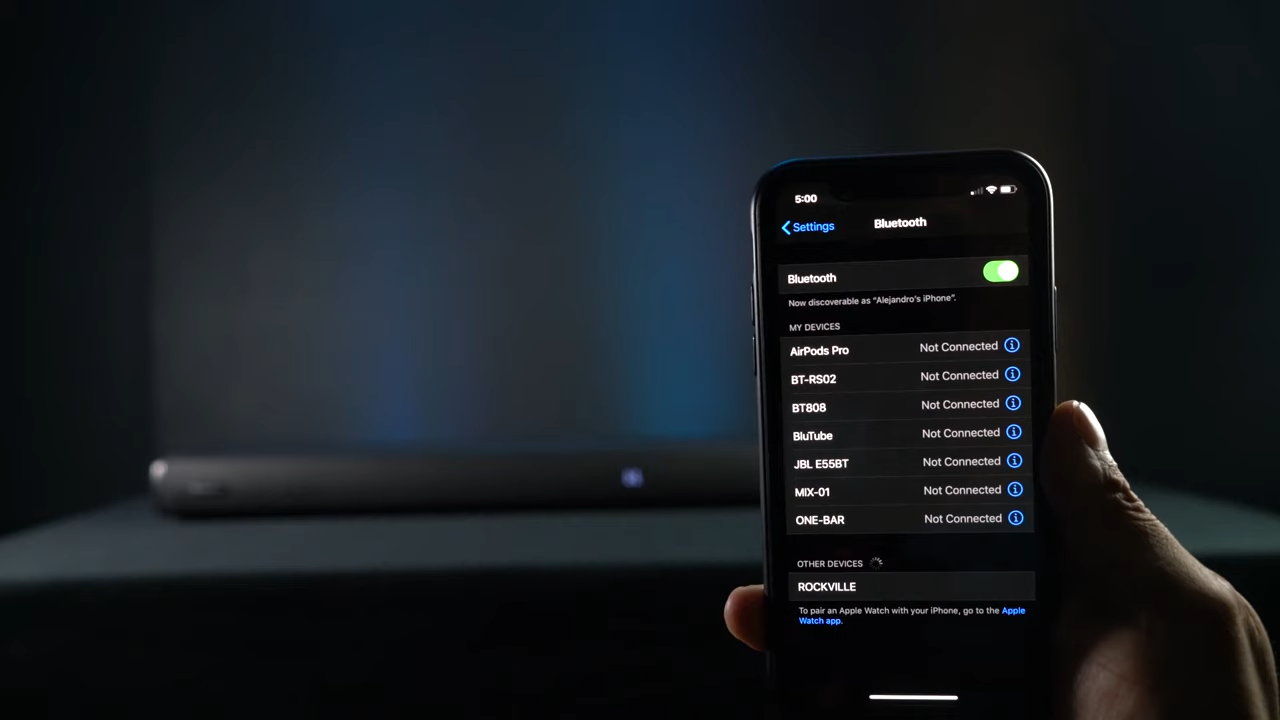 5:00
Settings
Bluetooth
Bluetooth
Now discoverable as “Alejandro's iPhone”.
MY DEVICES
AirPods Pro Not Connected
BT-RS02 Not Connected
BT808 Not Connected
BluTube Not Connected
JBL E55BT Not Connected
MIX-01 Not Connected
ONE-BAR Not Connected
OTHER DEVICES
ROCKVILLE
To pair an Apple Watch with your iPhone, go to the Apple
Watch app.